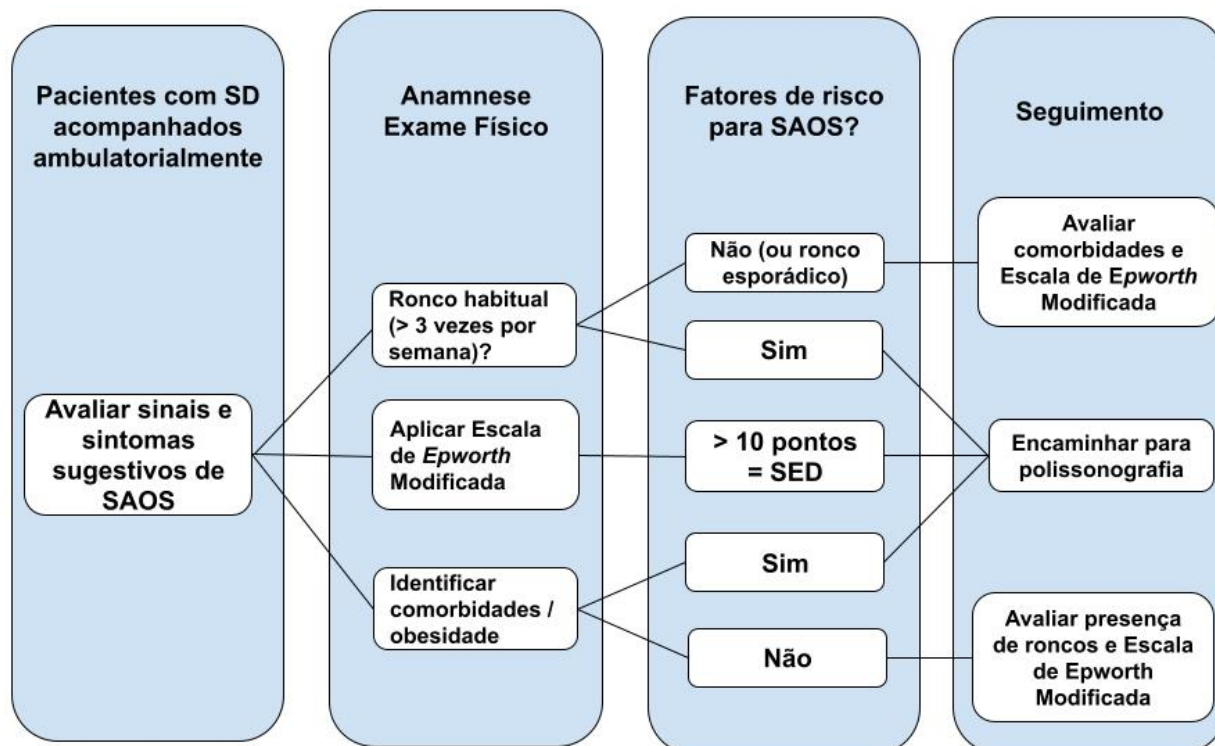 Pacientes com SD
acompanhados
ambulatorialmente
Avaliar sinais e
sintomas
sugestivos de
SAOS
Anamnese
Exame Físico
Ronco habitual
(> 3 vezes por
semana)?
Aplicar Escala
de Epworth
Modificada
Identificar
comorbidades /
obesidade
Fatores de risco
para SAOS?
Não (ou ronco
esporádico)
Sim
> 10 pontos
= SED
Sim
Não
Seguimento
Avaliar
comorbidades e
Escala de Epworth
Modificada
Encaminhar para
polissonografia
Avaliar presença
de roncos e Escala
de Epworth
Modificada